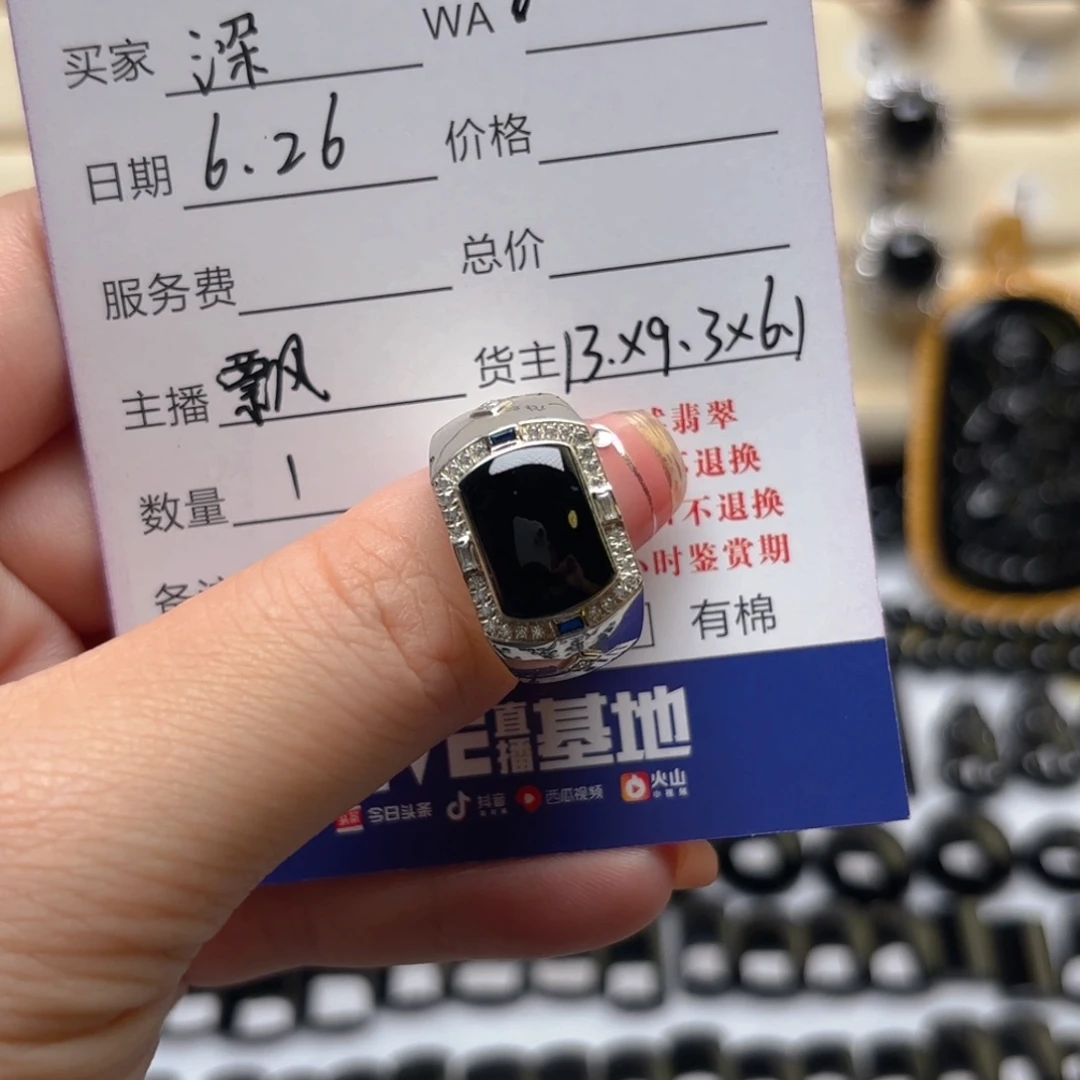 买家 深 WA
日期 6.26 价格
服务费 总价
主播 飘 货主 13.x9.3x6.1
翡翠
数量 1 退换
不退换
时鉴赏期
有棉
直播基地
今日头条 抖音 西瓜视频 火山